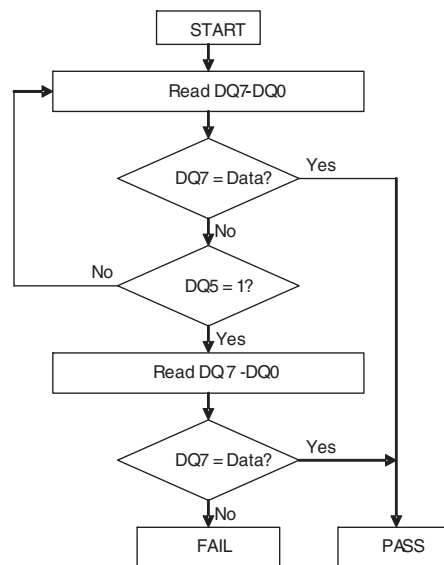 START
Read DQ7-DQ0
DQ7 = Data?
Yes
No
No
DQ5 = 1?
Yes
Read DQ 7 -DQ0
DQ7 = Data?
Yes
No
FAIL
PASS